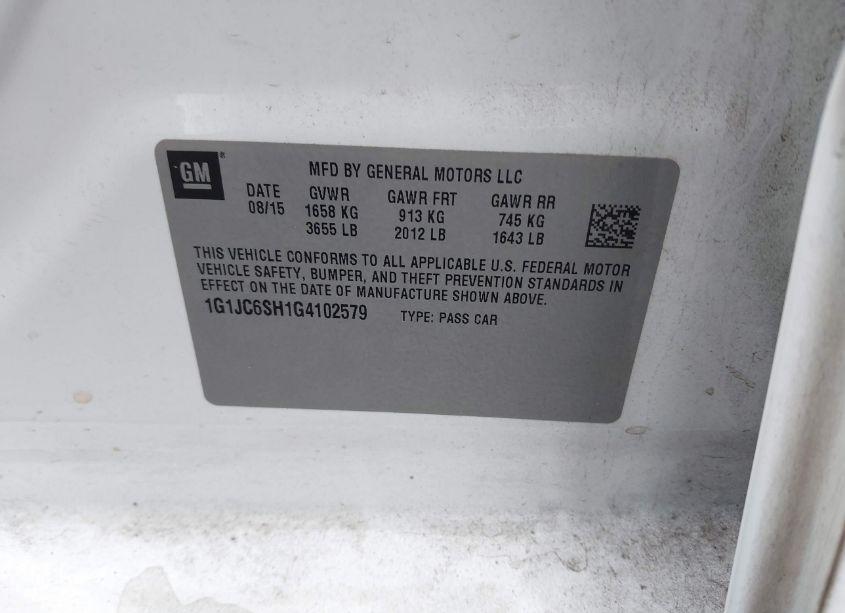 GM®
MFD BY GENERAL MOTORS LLC
DATE GVWR GAWR FRT GAWR RR
08/15 1658 KG 913 KG 745 KG
3655 LB 2012 LB 1643 LB
THIS VEHICLE CONFORMS TO ALL APPLICABLE U.S. FEDERAL MOTOR
VEHICLE SAFETY, BUMPER, AND THEFT PREVENTION STANDARDS IN
EFFECT ON THE DATE OF MANUFACTURE SHOWN ABOVE.
1G1JC6SH1G4102579 TYPE: PASS CAR